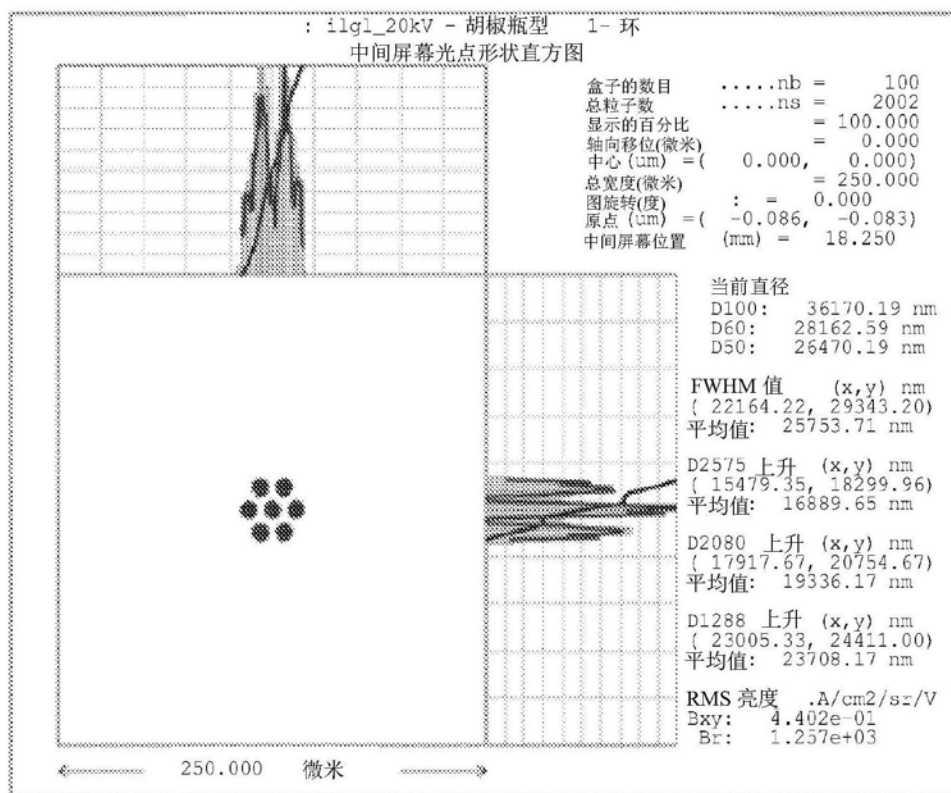 : ilgl_20kV - 胡椒瓶型 1- 环
中间屏幕光点形状直方图
盒子的数目 .....nb = 100
总粒子数 .....ns = 2002
显示的百分比 = 100.000
轴向移位(微米) = 0.000
中心(um) =( 0.000, 0.000)
总宽度(微米) = 250.000
图旋转(度) : = 0.000
原点(um) =( -0.086, -0.083)
中间屏幕位置 (mm) = 18.250
当前直径
D100: 36170.19 nm
D60: 28162.59 nm
D50: 26470.19 nm
FWHM 值 (x,y) nm
( 22164.22, 29343.20)
平均值: 25753.71 nm
D2575 上升 (x,y) nm
( 15479.35, 18299.96)
平均值: 16889.65 nm
D2080 上升 (x,y) nm
( 17917.67, 20754.67)
平均值: 19336.17 nm
D1288 上升 (x,y) nm
( 23005.33, 24411.00)
平均值: 23708.17 nm
RMS 亮度 .A/cm2/sr/V
Bxy: 4.402e-01
Br: 1.257e+03
250.000 微米